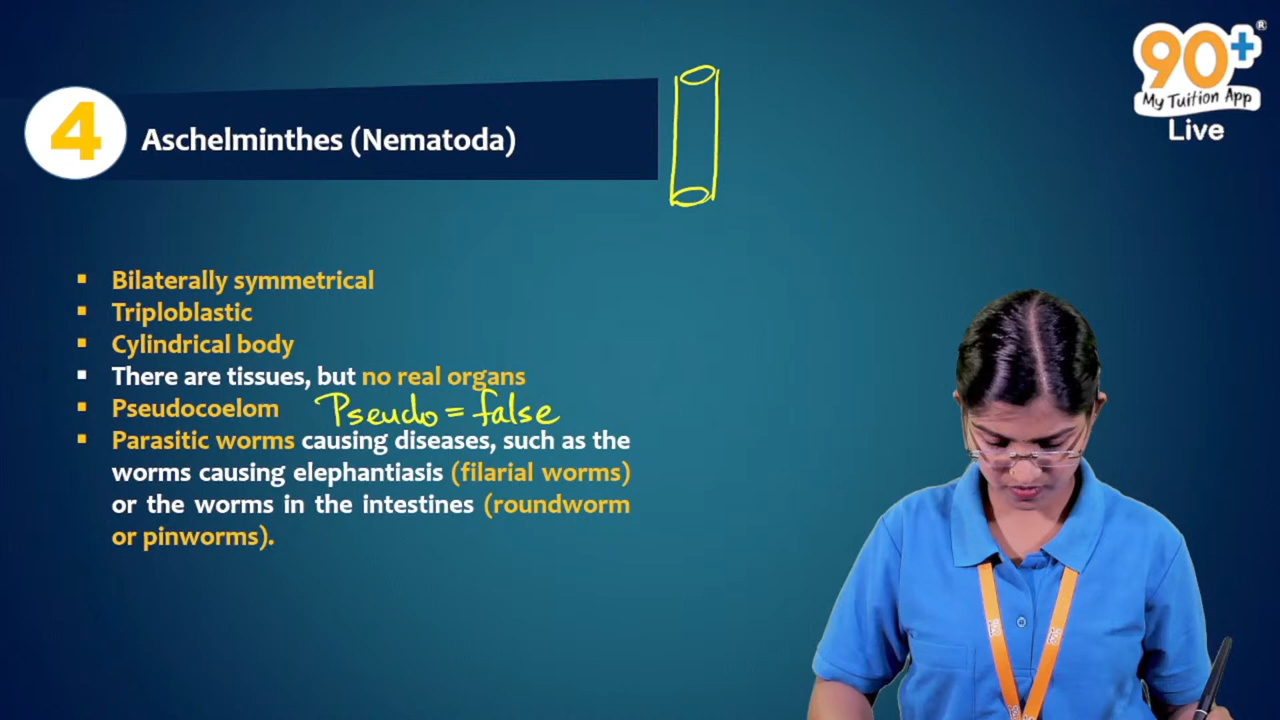 90+®
My Tuition App
Live
4
Aschelminthes (Nematoda)
▪ Bilaterally symmetrical
▪ Triploblastic
▪ Cylindrical body
▪ There are tissues, but no real organs
▪ Pseudocoelom Pseudo = false
▪ Parasitic worms causing diseases, such as the
worms causing elephantiasis (filarial worms)
or the worms in the intestines (roundworm
or pinworms).